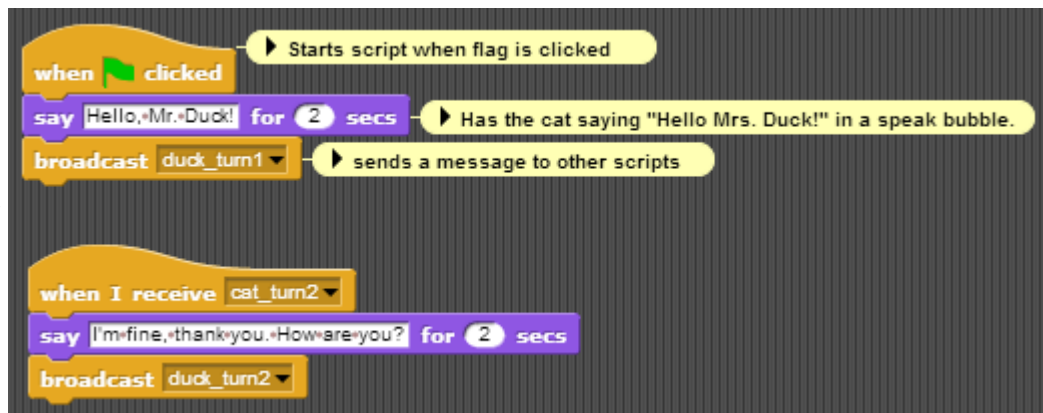 Starts script when flag is clicked
when clicked
say Hello, Mr. Duck! for 2 secs
Has the cat saying "Hello Mrs. Duck!" in a speak bubble.
broadcast duck_turn1
sends a message to other scripts
when I receive cat_turn2
say I'm fine, thank you. How are you? for 2 secs
broadcast duck_turn2